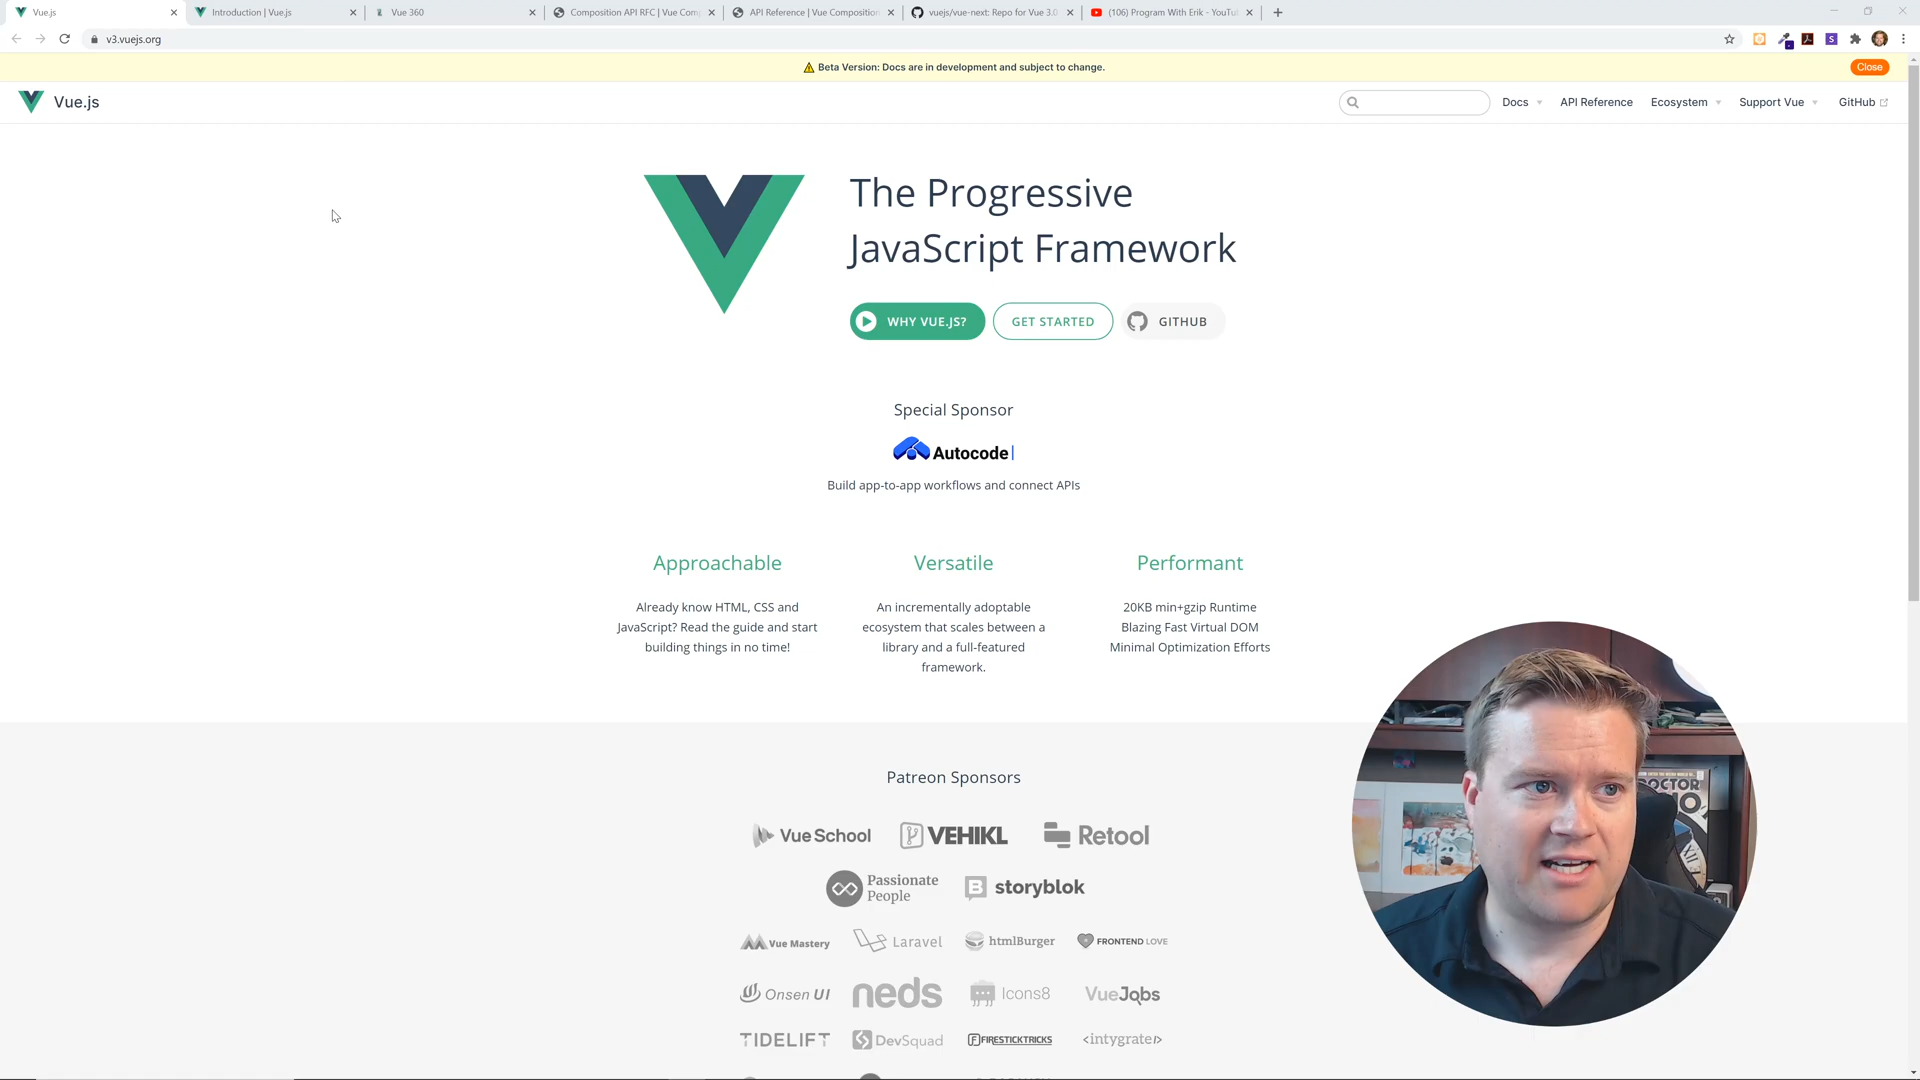 Vue.js
Introduction | Vue.js
Vue 360
Composition API RFC | Vue Com
API Reference | Vue Composition
vuejs/vue-next: Repo for Vue 3.0
(106) Program With Erik - YouTu
v3.vuejs.org
Beta Version: Docs are in development and subject to change.
Close
Vue.js
Docs
API Reference
Ecosystem
Support Vue
GitHub
The Progressive
JavaScript Framework
WHY VUE.JS?
GET STARTED
GITHUB
Special Sponsor
Autocode
Build app-to-app workflows and connect APIs
Approachable
Versatile
Performant
Already know HTML, CSS and
JavaScript? Read the guide and start
building things in no time!
An incrementally adoptable
ecosystem that scales between a
library and a full-featured
framework.
20KB min+gzip Runtime
Blazing Fast Virtual DOM
Minimal Optimization Efforts
Patreon Sponsors
Vue School
VEHIKL
Retool
Passionate
People
storyblok
Vue Mastery
Laravel
htmlBurger
FRONTEND LOVE
Onsen UI
neds
Icons8
VueJobs
TIDELIFT
DevSquad
FIRESTICKTRICKS
<intygrate/>
DOCTOR